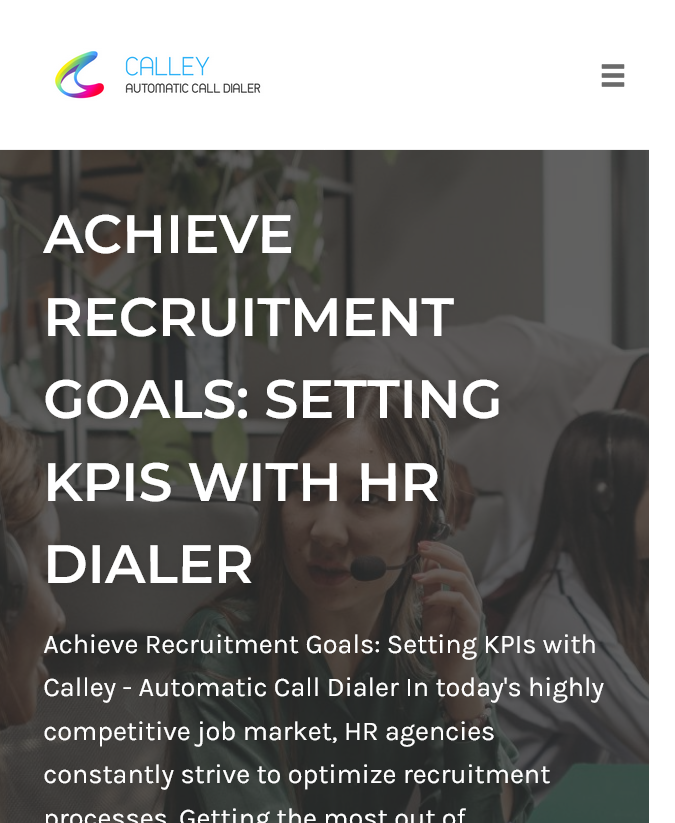 CALLEY
AUTOMATIC CALL DIALER
ACHIEVE
RECRUITMENT
GOALS: SETTING
KPIS WITH HR
DIALER
Achieve Recruitment Goals: Setting KPIs with
Calley - Automatic Call Dialer In today's highly
competitive job market, HR agencies
constantly strive to optimize recruitment
processes. Getting the most out of